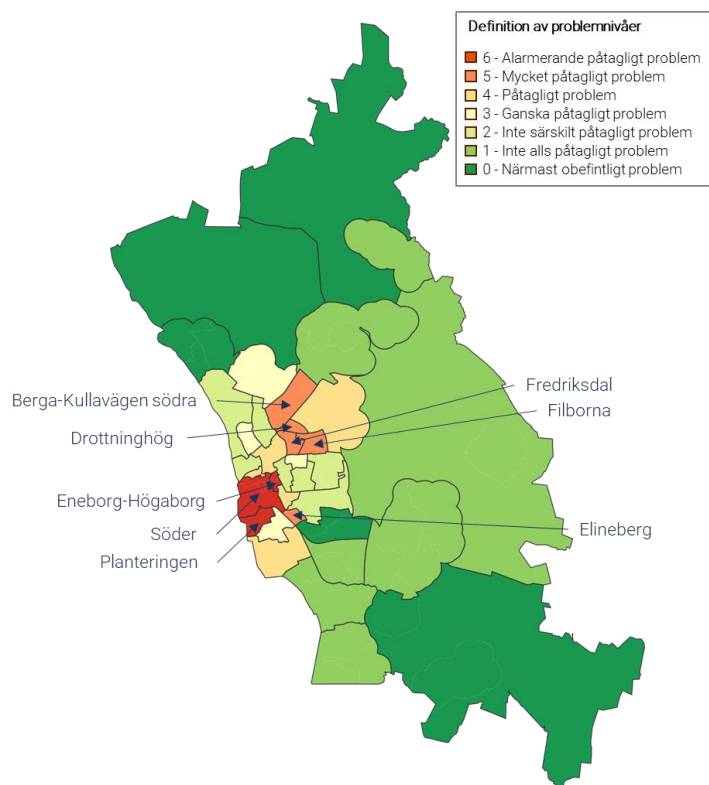 Definition av problemnivåer
6 - Alarmerande påtagligt problem
5 - Mycket påtagligt problem
4 - Påtagligt problem
3 - Ganska påtagligt problem
2 - Inte särskilt påtagligt problem
1 - Inte alls påtagligt problem
0 - Närmast obefintligt problem
Fredriksdal
Berga-Kullavägen södra
Filborna
Drottninghög
Eneborg-Högaborg
Söder
Elineberg
Planteringen